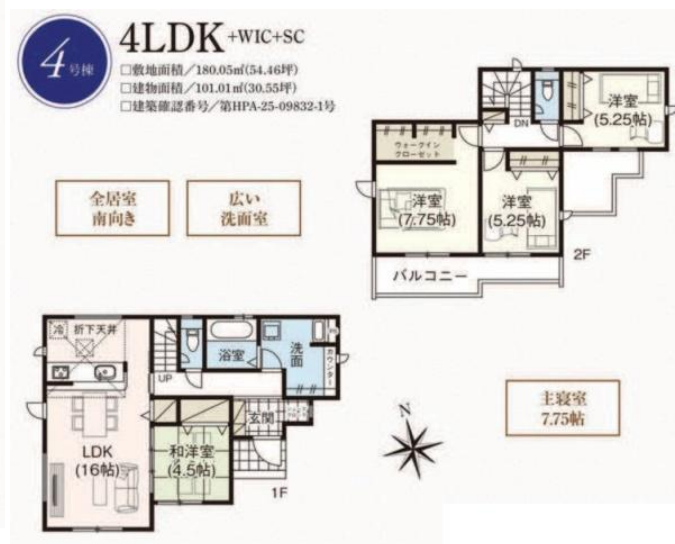 4号棟
4LDK +WIC+SC
□敷地面積／180.05㎡(54.46坪)
□建物面積／101.01㎡(30.55坪)
□建築確認番号／第HPA-25-09832-1号
全居室
南向き
広い
洗面室
洋室
(5.25帖)
DN
ウォークイン
クローゼット
洋室
(7.75帖)
洋室
(5.25帖)
2F
バルコニー
冷
折下天井
浴室
洗面
カウンター
UP
玄関
LDK
(16帖)
和洋室
(4.5帖)
1F
N
主寝室
7.75帖